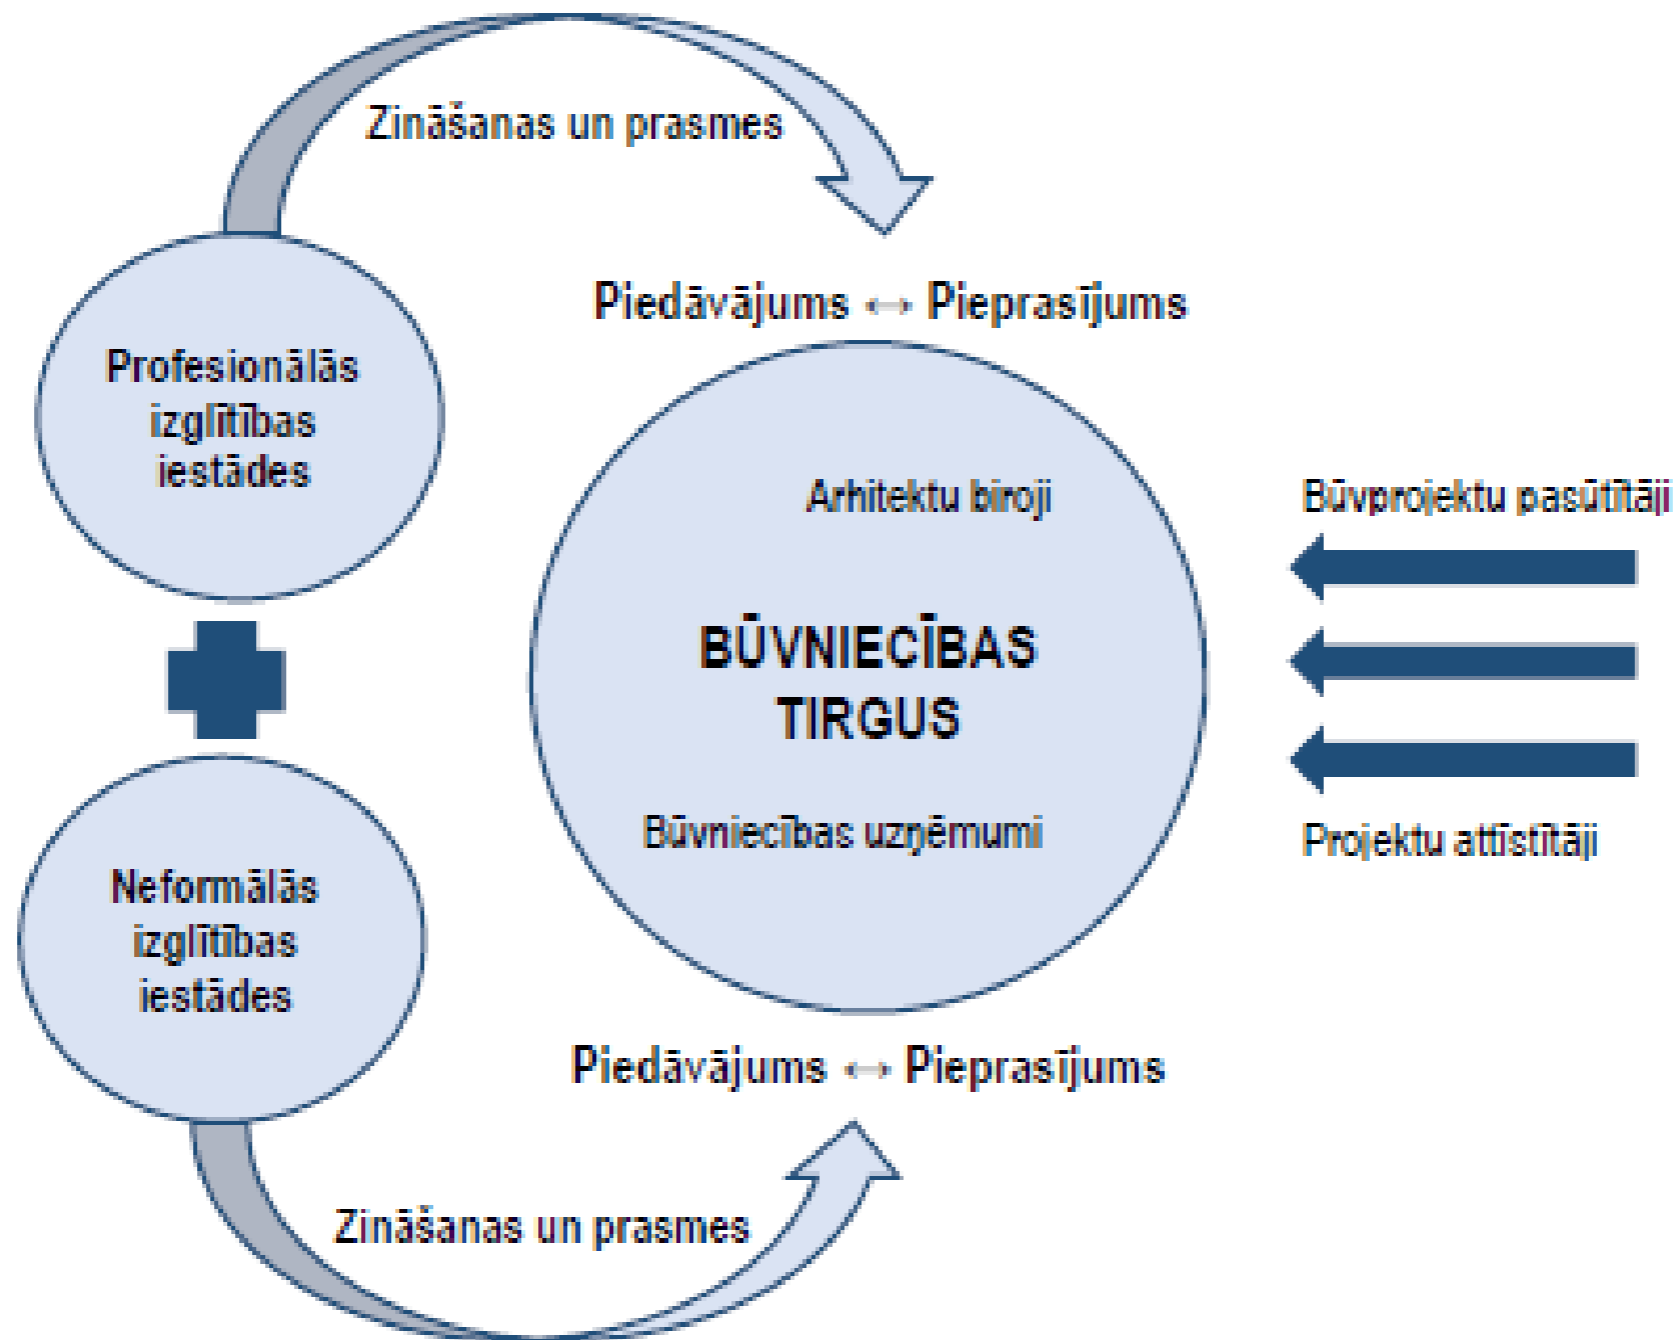 Zināšanas un prasmes
Piedāvājums ↔ Pieprasījums
Profesionālās
izglītības
iestādes
Arhitektu biroji
Būvprojektu pasūtītāji
BŪVNIECĪBAS
TIRGUS
Būvniecības uzņēmumi
Projektu attīstītāji
Neformālās
izglītības
iestādes
Piedāvājums ↔ Pieprasījums
Zināšanas un prasmes